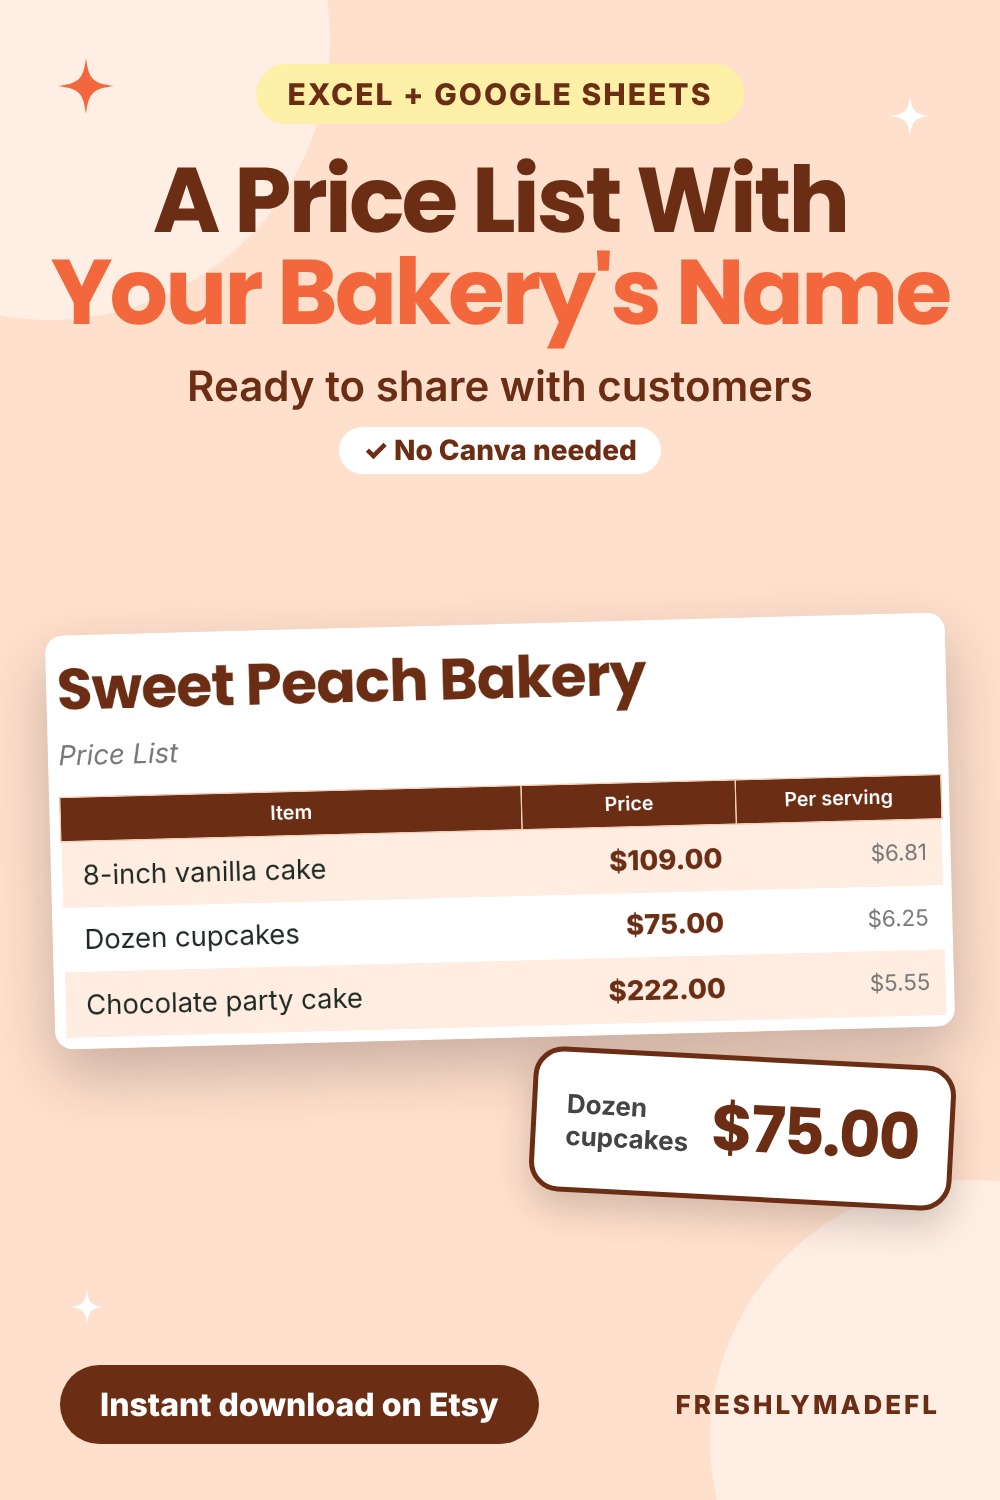 EXCEL + GOOGLE SHEETS
A Price List With
Your Bakery's Name
Ready to share with customers
✓ No Canva needed
Sweet Peach Bakery
Price List
Item Price Per serving
8-inch vanilla cake $109.00 $6.81
Dozen cupcakes $75.00 $6.25
Chocolate party cake $222.00 $5.55
Dozen
cupcakes $75.00
Instant download on Etsy
FRESHLYMADEFL